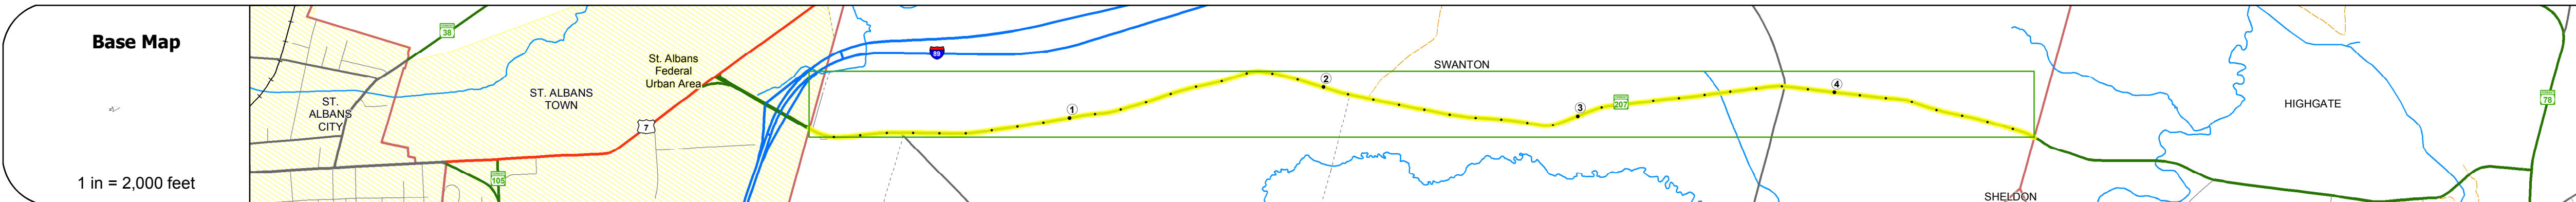 Base Map
1 in = 2,000 feet
38
ST.
ALBANS
CITY
ST. ALBANS
TOWN
St. Albans
Federal
Urban Area
7
105
89
1
2
SWANTON
3
207
4
SHELDON
HIGHGATE
78